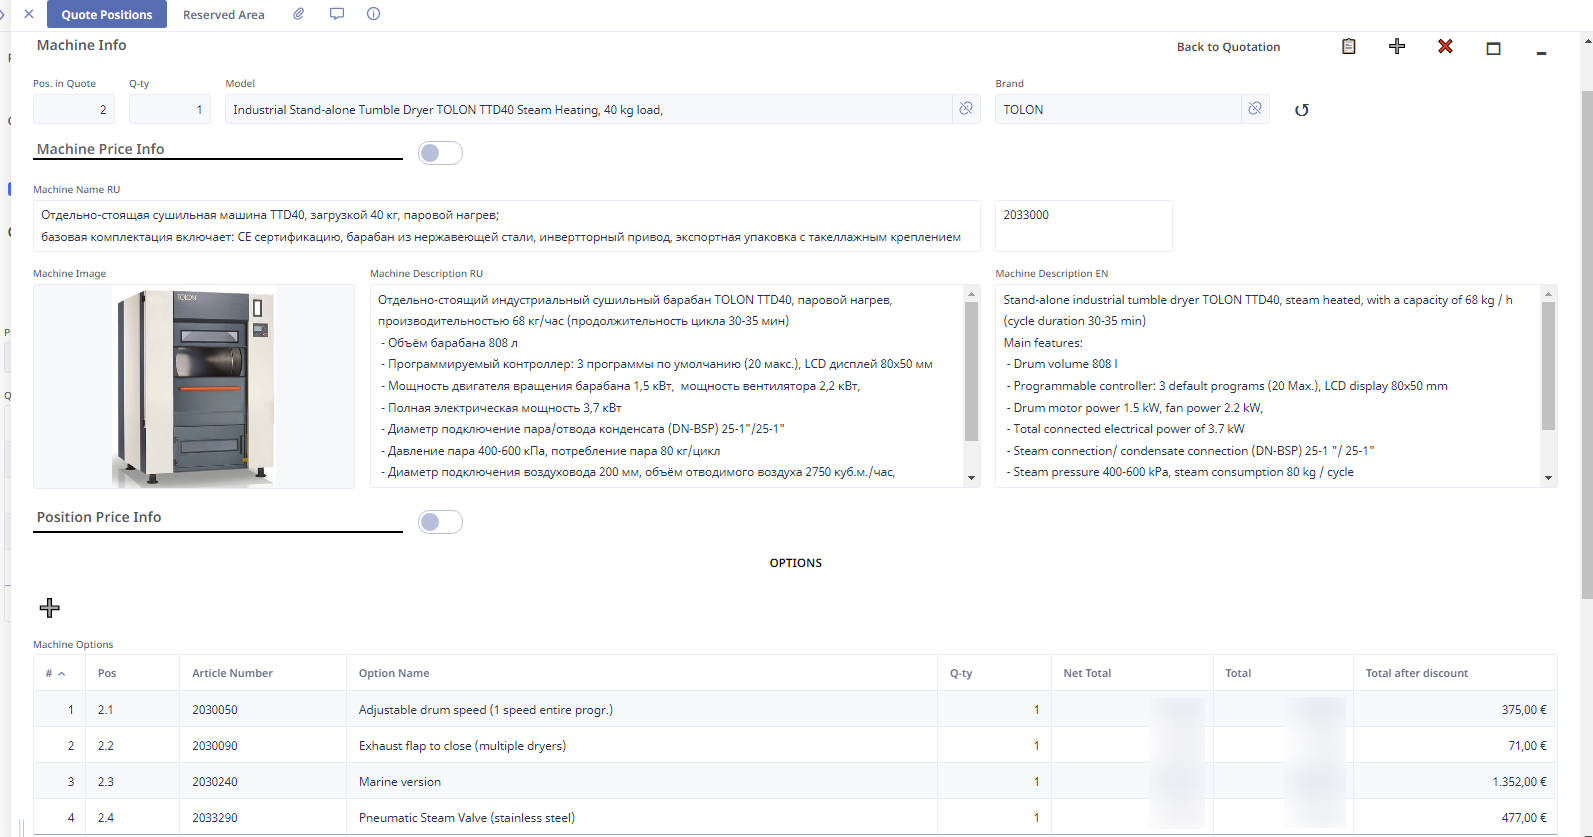 Quote Positions
Reserved Area
Machine Info
Back to Quotation
Pos. in Quote
Q-ty
Model
Brand
2
1
Industrial Stand-alone Tumble Dryer TOLON TTD40 Steam Heating, 40 kg load,
TOLON
Machine Price Info
Machine Name RU
Отдельно-стоящая сушильная машина TTD40, загрузкой 40 кг, паровой нагрев;
базовая комплектация включает: CE сертификацию, барабан из нержавеющей стали, инвертторный привод, экспортная упаковка с такеллажным креплением
2033000
Machine Image
TOLON
Machine Description RU
Отдельно-стоящий индустриальный сушильный барабан TOLON TTD40, паровой нагрев,
производительностью 68 кг/час (продолжительность цикла 30-35 мин)
- Объём барабана 808 л
- Программируемый контроллер: 3 программы по умолчанию (20 макс.), LCD дисплей 80x50 мм
- Мощность двигателя вращения барабана 1,5 кВт, мощность вентилятора 2,2 кВт,
- Полная электрическая мощность 3,7 кВт
- Диаметр подключение пара/отвода конденсата (DN-BSP) 25-1"/25-1"
- Давление пара 400-600 кПа, потребление пара 80 кг/цикл
- Диаметр подключения воздуховода 200 мм, объём отводимого воздуха 2750 куб.м./час,
Machine Description EN
Stand-alone industrial tumble dryer TOLON TTD40, steam heated, with a capacity of 68 kg / h
(cycle duration 30-35 min)
Main features:
- Drum volume 808 l
- Programmable controller: 3 default programs (20 Max.), LCD display 80x50 mm
- Drum motor power 1.5 kW, fan power 2.2 kW,
- Total connected electrical power of 3.7 kW
- Steam connection/ condensate connection (DN-BSP) 25-1 "/ 25-1"
- Steam pressure 400-600 kPa, steam consumption 80 kg / cycle
Position Price Info
OPTIONS
Machine Options
# Pos Article Number Option Name Q-ty Net Total Total Total after discount
1 2.1 2030050 Adjustable drum speed (1 speed entire progr.) 1 375,00 €
2 2.2 2030090 Exhaust flap to close (multiple dryers) 1 71,00 €
3 2.3 2030240 Marine version 1 1.352,00 €
4 2.4 2033290 Pneumatic Steam Valve (stainless steel) 1 477,00 €